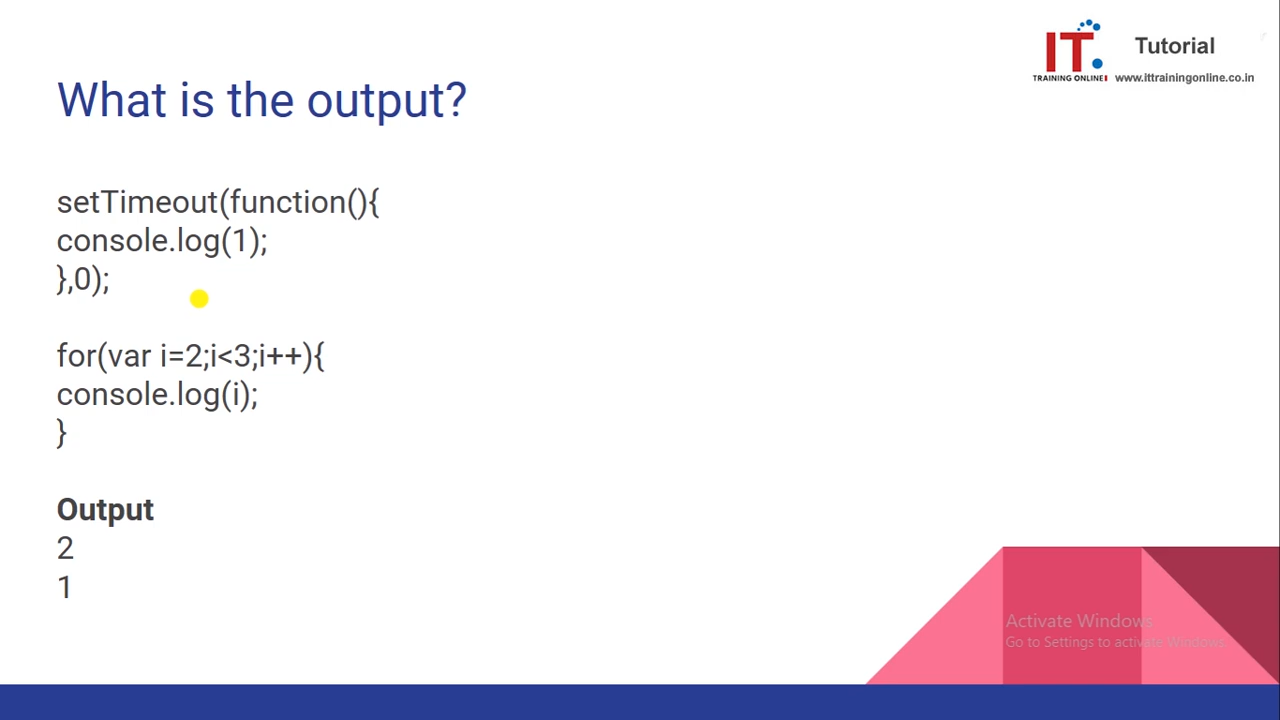 IT.
TRAINING ONLINE
Tutorial
www.ittrainingonline.co.in
What is the output?
setTimeout(function(){
console.log(1);
},0);
for(var i=2;i<3;i++){
console.log(i);
}
Output
2
1
Activate Windows
Go to Settings to activate Windows.